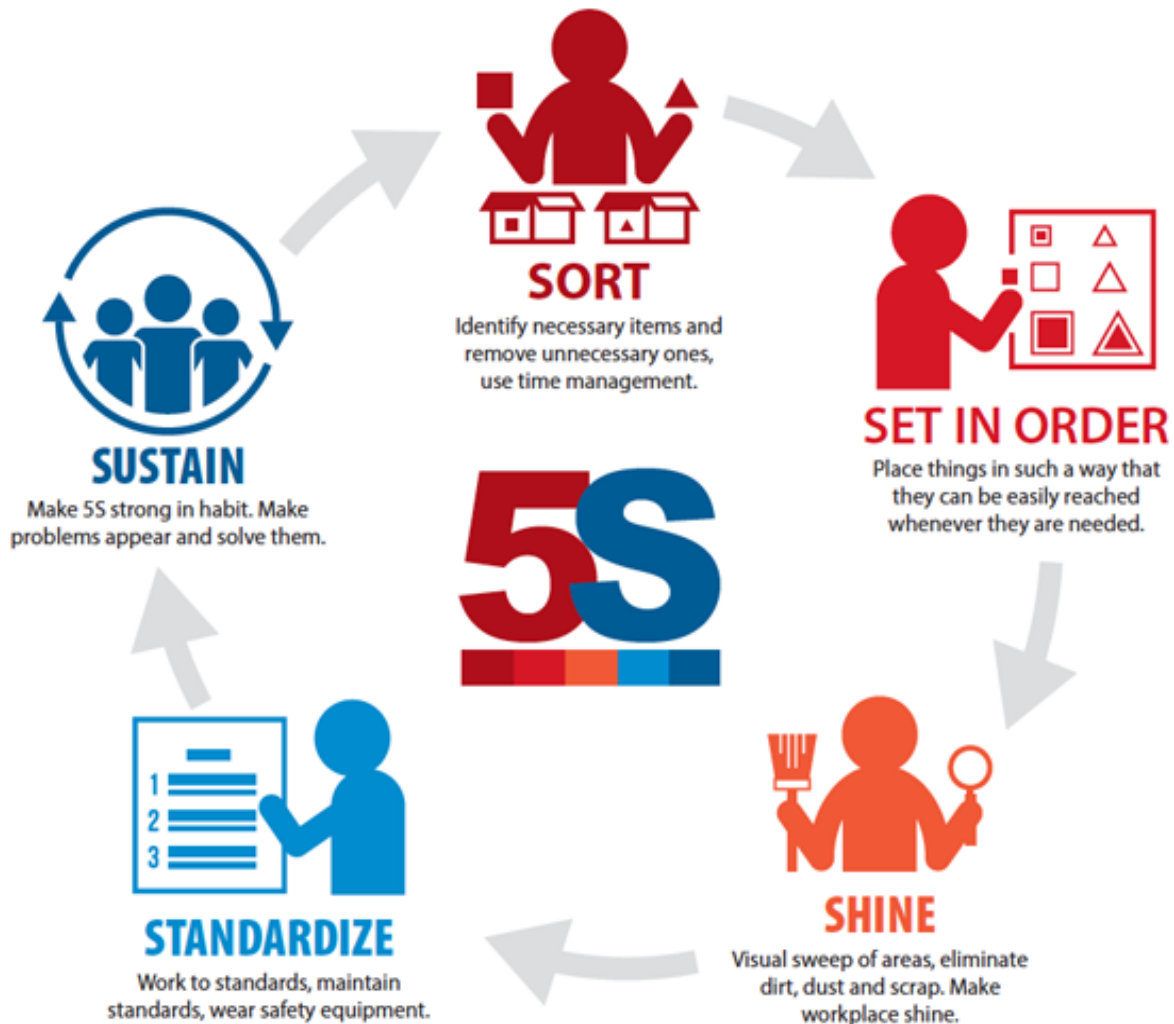 SORT
Identify necessary items and
remove unnecessary ones,
use time management.
SET IN ORDER
Place things in such a way that
they can be easily reached
whenever they are needed.
SUSTAIN
Make 5S strong in habit. Make
problems appear and solve them.
5S
1
2
3
STANDARDIZE
Work to standards, maintain
standards, wear safety equipment.
SHINE
Visual sweep of areas, eliminate
dirt, dust and scrap. Make
workplace shine.